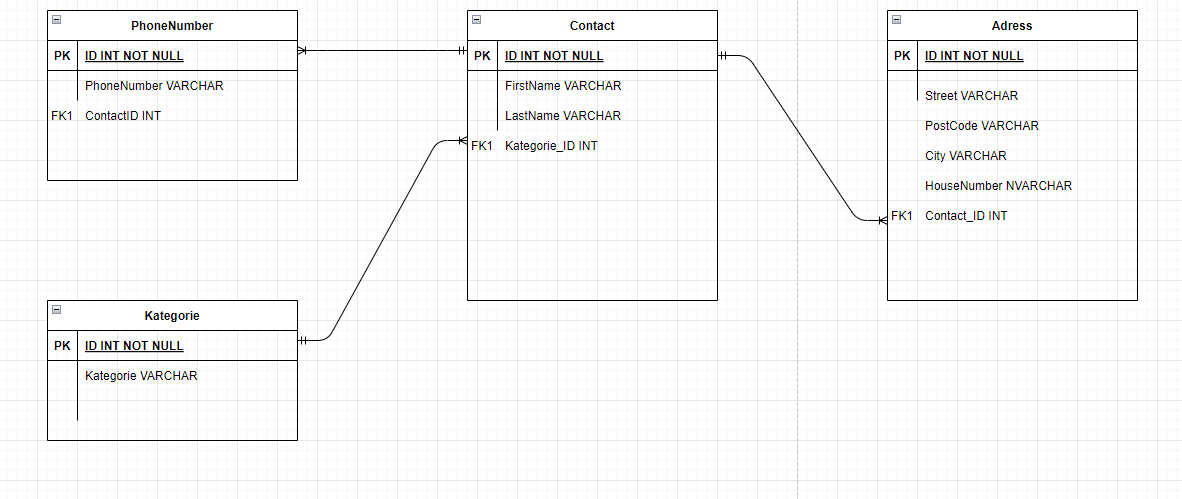 PhoneNumber
PK ID INT NOT NULL
PhoneNumber VARCHAR
FK1 ContactID INT
Contact
PK ID INT NOT NULL
FirstName VARCHAR
LastName VARCHAR
FK1 Kategorie_ID INT
Adress
PK ID INT NOT NULL
Street VARCHAR
PostCode VARCHAR
City VARCHAR
HouseNumber NVARCHAR
FK1 Contact_ID INT
Kategorie
PK ID INT NOT NULL
Kategorie VARCHAR